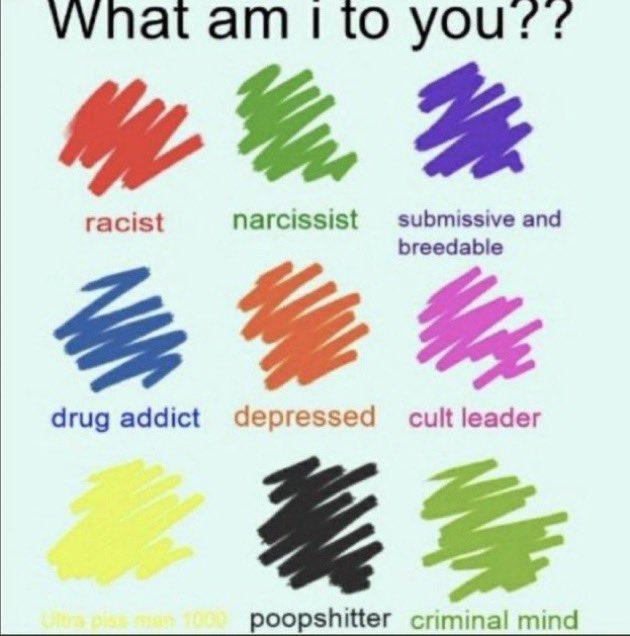 What am i to you??
racist narcissist submissive and
breedable
drug addict depressed cult leader
Ultra piss man 1000 poopshitter criminal mind